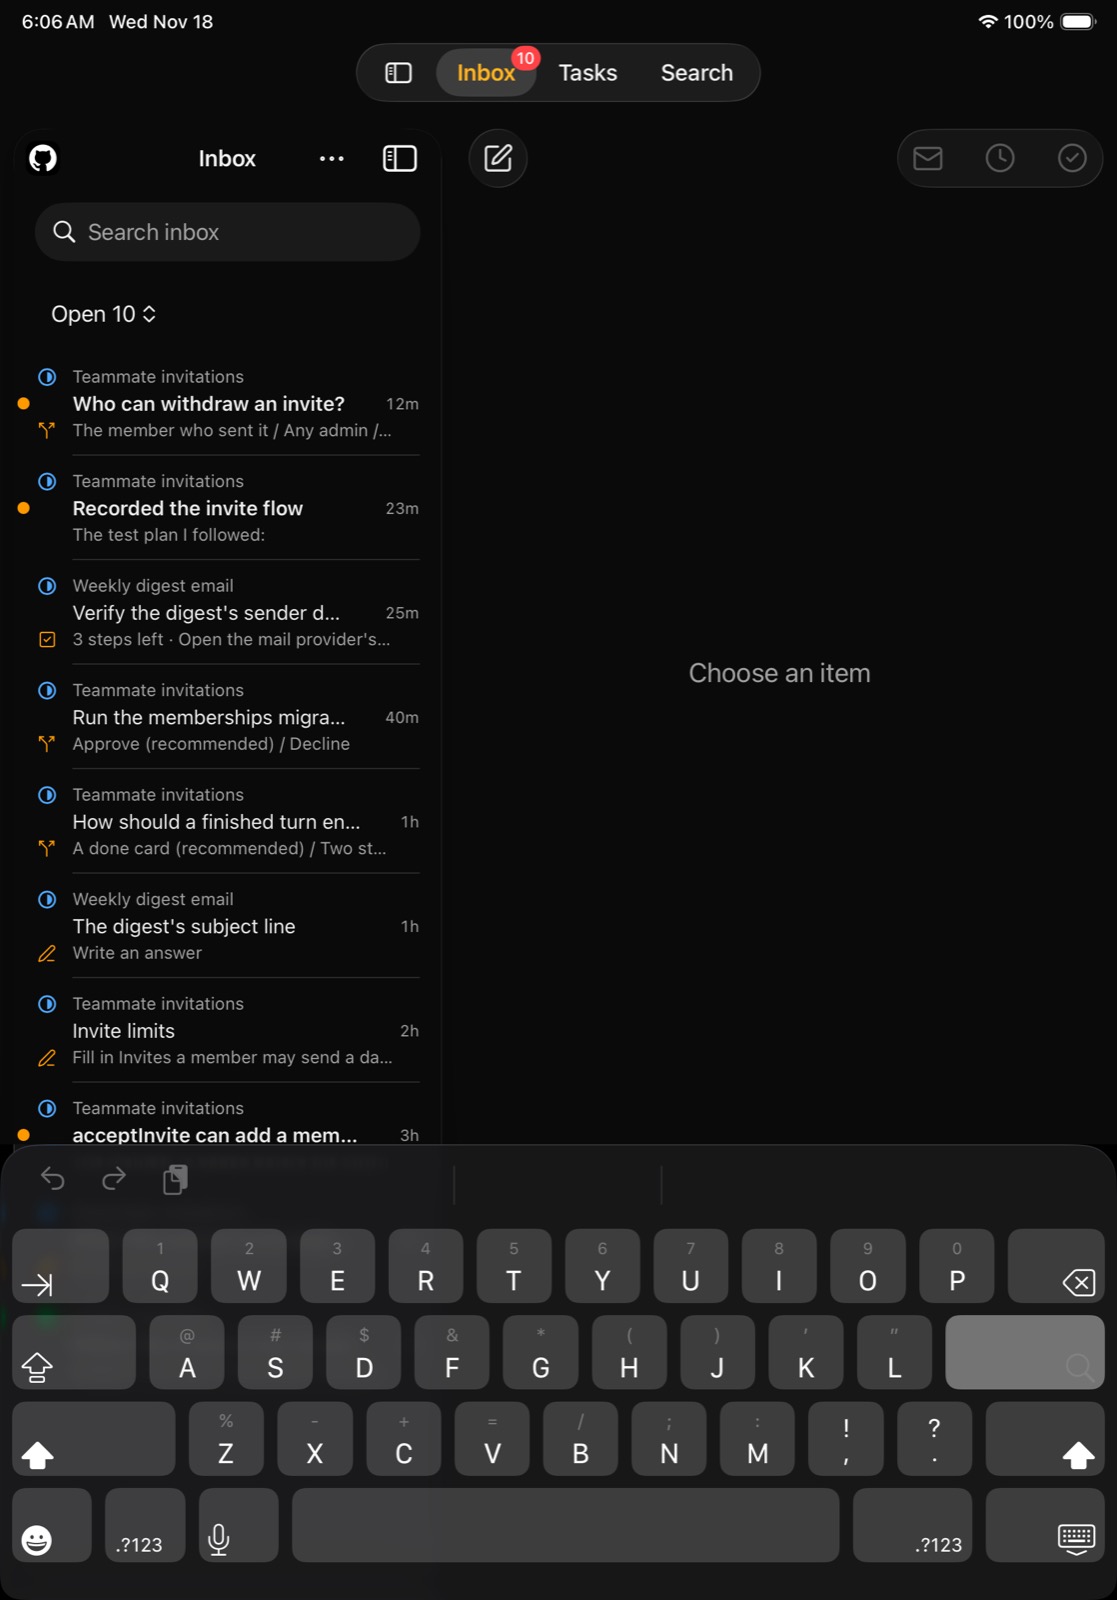 6:06 AM Wed Nov 18
100%
Inbox 10 Tasks Search
Inbox
Search inbox
Open 10
Teammate invitations
Who can withdraw an invite? 12m
The member who sent it / Any admin /...
Teammate invitations
Recorded the invite flow 23m
The test plan I followed:
Weekly digest email
Verify the digest's sender d... 25m
3 steps left · Open the mail provider's...
Teammate invitations
Run the memberships migra... 40m
Approve (recommended) / Decline
Teammate invitations
How should a finished turn en... 1h
A done card (recommended) / Two st...
Weekly digest email
The digest's subject line 1h
Write an answer
Teammate invitations
Invite limits 2h
Fill in Invites a member may send a da...
Teammate invitations
acceptInvite can add a mem... 3h
Choose an item
1 2 3 4 5 6 7 8 9 0
Q W E R T Y U I O P
@ # $ & * ( ) ' "
A S D F G H J K L
% - + = / ; : ! ?
Z X C V B N M , .
.?123 .?123